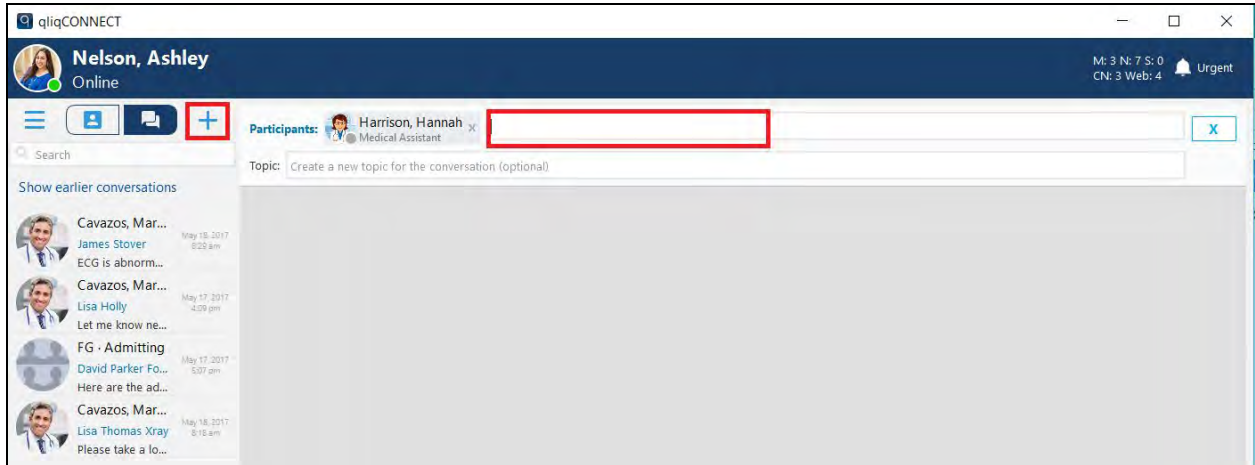 qliqCONNECT
Nelson, Ashley
Online
M: 3 N: 7 S: 0
CN: 3 Web: 4
Urgent
Participants:
Harrison, Hannah x
Medical Assistant
X
Search
Topic: Create a new topic for the conversation (optional)
Show earlier conversations
Cavazos, Mar...
James Stover
ECG is abnorm...
May 18, 2017
8:29 am
Cavazos, Mar...
Lisa Holly
Let me know ne...
May 17, 2017
4:09 pm
FG · Admitting
David Parker Fo...
Here are the ad...
May 17, 2017
5:07 pm
Cavazos, Mar...
Lisa Thomas Xray
Please take a lo...
May 18, 2017
8:18 am